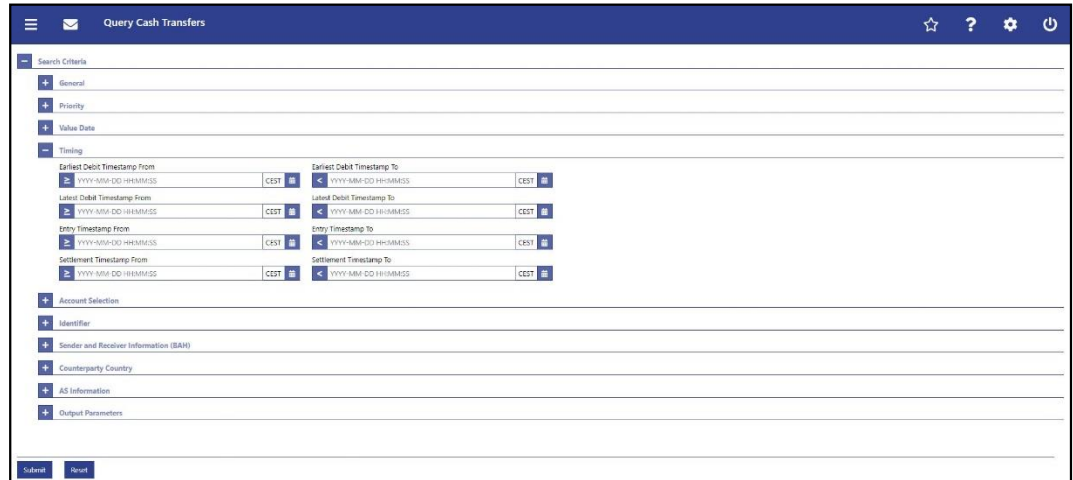 Query Cash Transfers
?
− Search Criteria
+ General
+ Priority
+ Value Date
− Timing
Earliest Debit Timestamp From Earliest Debit Timestamp To
≥ YYYY-MM-DD HH:MM:SS CEST < YYYY-MM-DD HH:MM:SS CEST
Latest Debit Timestamp From Latest Debit Timestamp To
≥ YYYY-MM-DD HH:MM:SS CEST < YYYY-MM-DD HH:MM:SS CEST
Entry Timestamp From Entry Timestamp To
≥ YYYY-MM-DD HH:MM:SS CEST < YYYY-MM-DD HH:MM:SS CEST
Settlement Timestamp From Settlement Timestamp To
≥ YYYY-MM-DD HH:MM:SS CEST < YYYY-MM-DD HH:MM:SS CEST
+ Account Selection
+ Identifier
+ Sender and Receiver Information (BAH)
+ Counterparty Country
+ AS Information
+ Output Parameters
Submit Reset